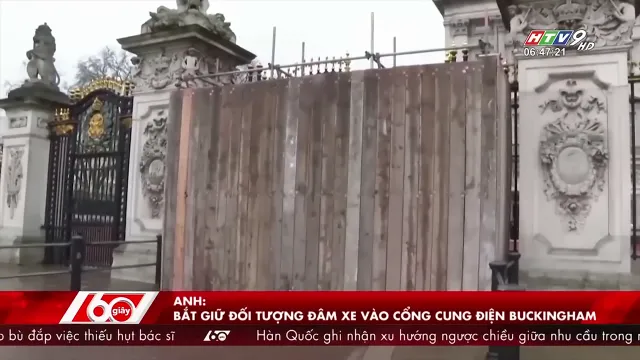 HTV9 HD
06:47:21
60 giây
ANH:
BẮT GIỮ ĐỐI TƯỢNG ĐÂM XE VÀO CỔNG CUNG ĐIỆN BUCKINGHAM
bù đắp việc thiếu hụt bác sĩ Hàn Quốc ghi nhận xu hướng ngược chiều giữa nhu cầu trong